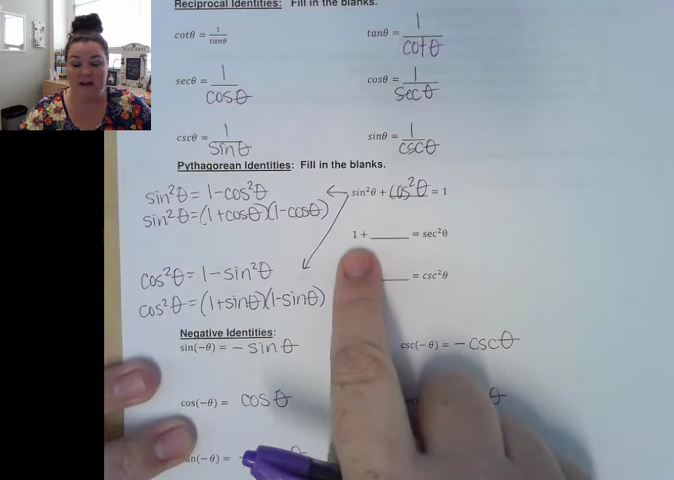 Reciprocal Identities: Fill in the blanks.
cotθ = 1/tanθ
tanθ = 1/cotθ
secθ = 1/cosθ
cosθ = 1/secθ
cscθ = 1/sinθ
sinθ = 1/cscθ
Pythagorean Identities: Fill in the blanks.
sin²θ = 1-cos²θ
sin²θ + cos²θ = 1
sin²θ = (1+cosθ)(1-cosθ)
1 + ____ = sec²θ
cos²θ = 1-sin²θ
____ = csc²θ
cos²θ = (1+sinθ)(1-sinθ)
Negative Identities:
sin(−θ) = -sinθ
csc(−θ) = -cscθ
cos(−θ) = cosθ
θ
(−θ) =